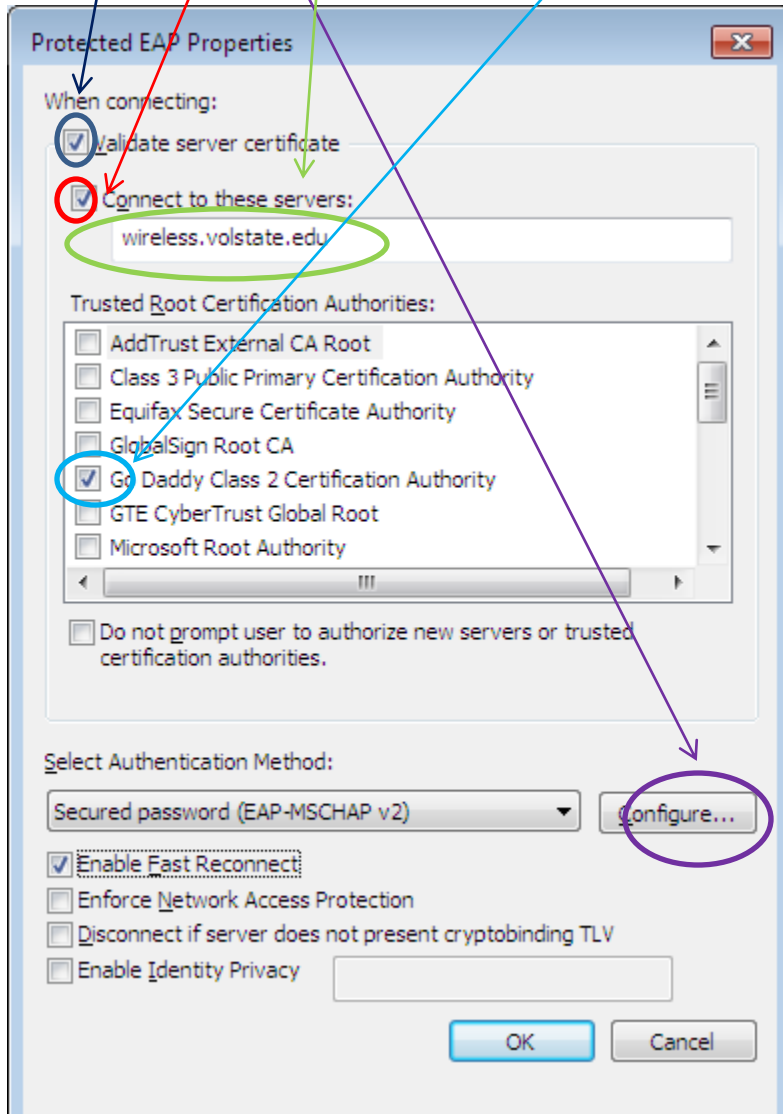 Protected EAP Properties
When connecting:
Validate server certificate
Connect to these servers:
wireless.volstate.edu
Trusted Root Certification Authorities:
AddTrust External CA Root
Class 3 Public Primary Certification Authority
Equifax Secure Certificate Authority
GlobalSign Root CA
Go Daddy Class 2 Certification Authority
GTE CyberTrust Global Root
Microsoft Root Authority
Do not prompt user to authorize new servers or trusted
certification authorities.
Select Authentication Method:
Secured password (EAP-MSCHAP v2)
Configure...
Enable Fast Reconnect
Enforce Network Access Protection
Disconnect if server does not present cryptobinding TLV
Enable Identity Privacy
OK
Cancel